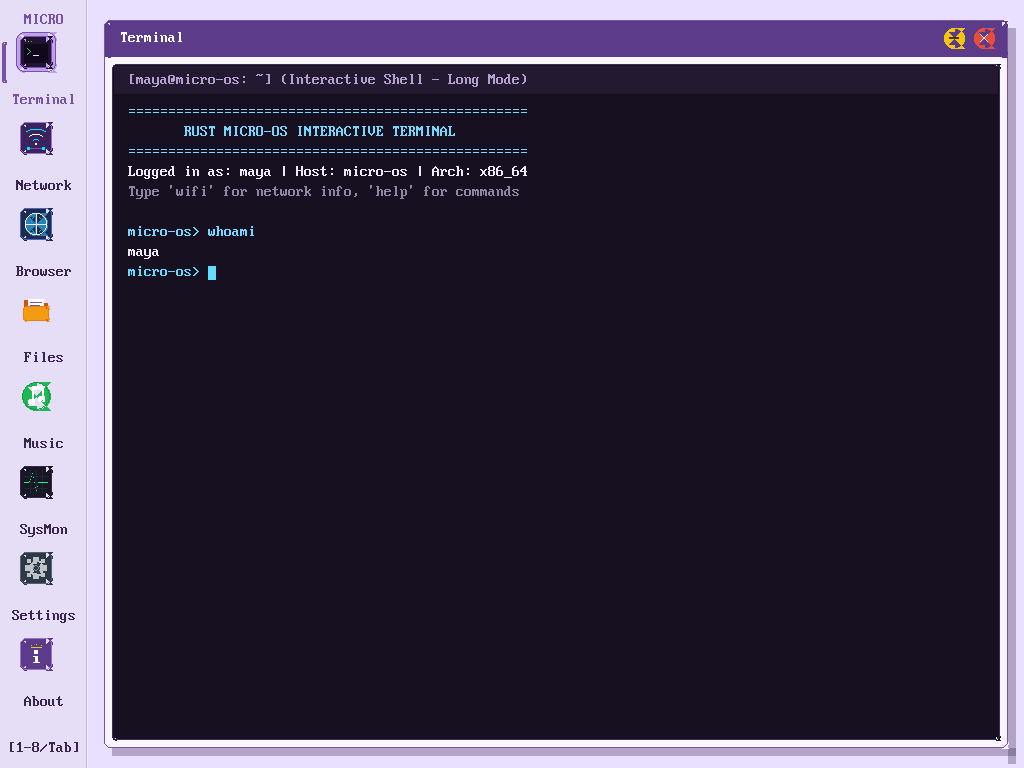 MICRO
Terminal
Network
Browser
Files
Music
SysMon
Settings
About
[1-8/Tab]
Terminal
[maya@micro-os: ~] (Interactive Shell - Long Mode)
==================================================
RUST MICRO-OS INTERACTIVE TERMINAL
==================================================
Logged in as: maya | Host: micro-os | Arch: x86_64
Type 'wifi' for network info, 'help' for commands
micro-os> whoami
maya
micro-os>